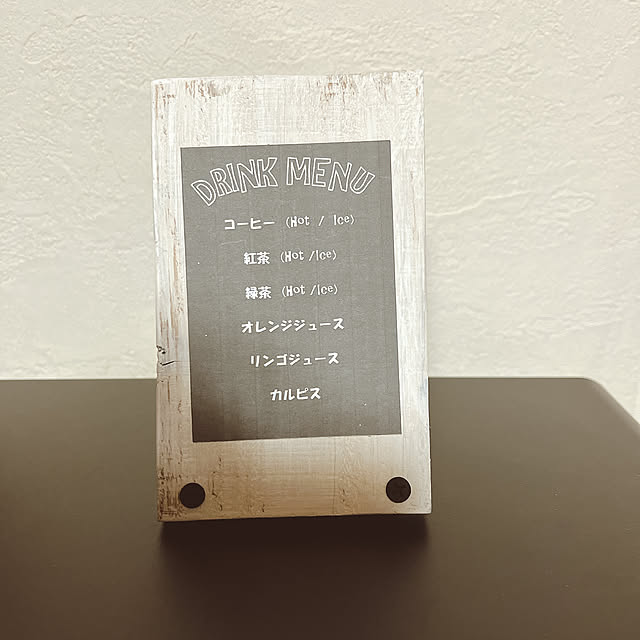 DRINK MENU
コーヒー (Hot / Ice)
紅茶 (Hot /Ice)
緑茶 (Hot /Ice)
オレンジジュース
リンゴジュース
カルピス